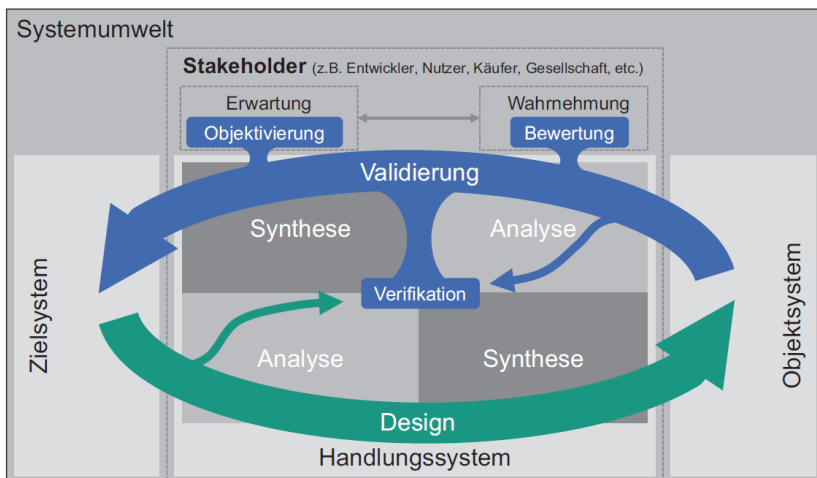 Systemumwelt
Stakeholder (z.B. Entwickler, Nutzer, Käufer, Gesellschaft, etc.)
Erwartung
Wahrnehmung
Objektivierung
Bewertung
Validierung
Synthese
Analyse
Verifikation
Zielsystem
Objektsystem
Analyse
Synthese
Design
Handlungssystem